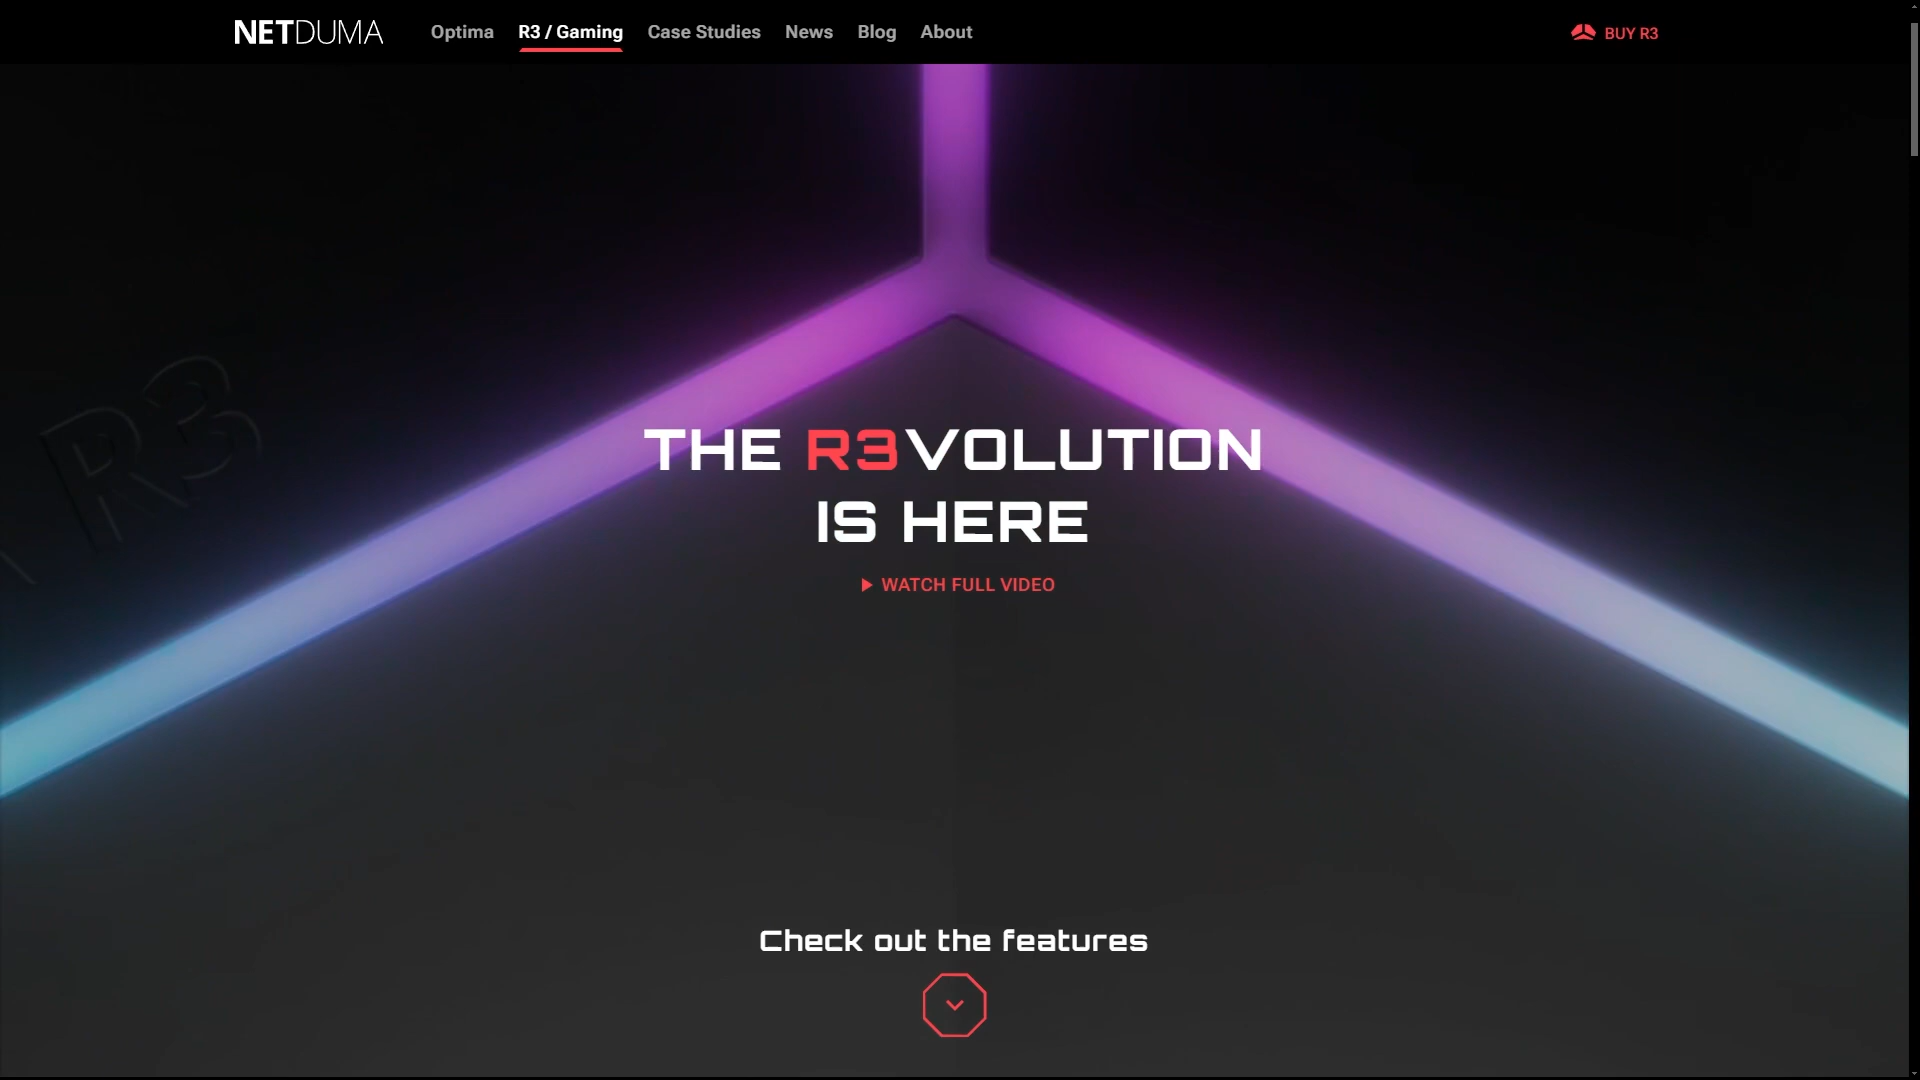 NETDUMA
Optima
R3 / Gaming
Case Studies
News
Blog
About
BUY R3
R3
THE R3VOLUTION
IS HERE
WATCH FULL VIDEO
Check out the features